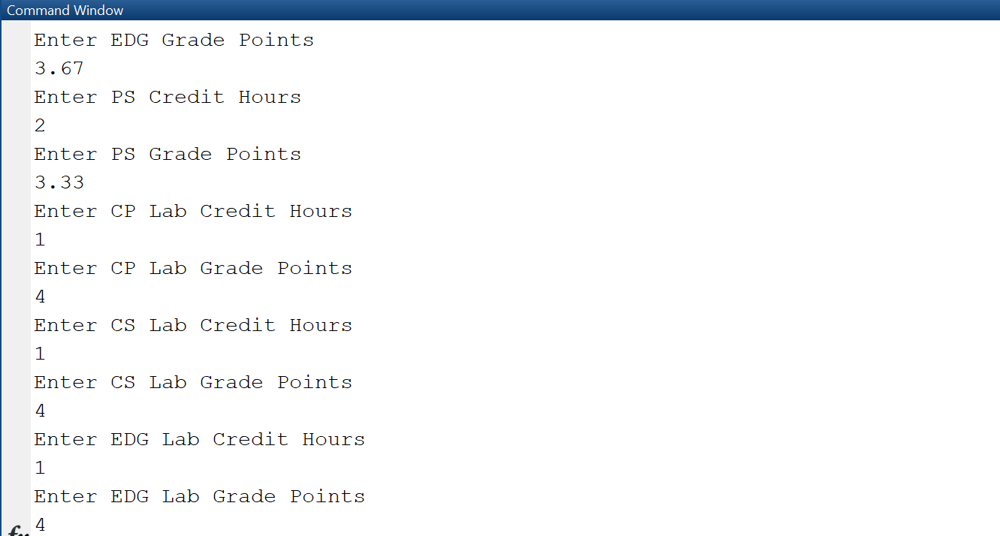 Command Window
Enter EDG Grade Points
3.67
Enter PS Credit Hours
2
Enter PS Grade Points
3.33
Enter CP Lab Credit Hours
1
Enter CP Lab Grade Points
4
Enter CS Lab Credit Hours
1
Enter CS Lab Grade Points
4
Enter EDG Lab Credit Hours
1
Enter EDG Lab Grade Points
4